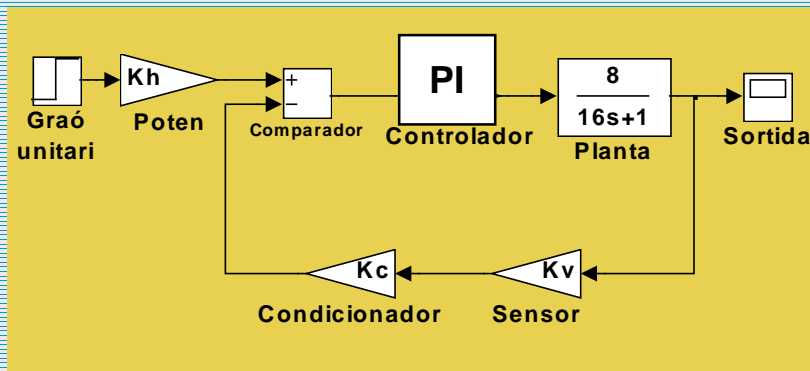 Kh
+
−
PI
8
16s+1
Graó
unitari
Poten
Comparador
Controlador
Planta
Sortida
Kc
Kv
Condicionador
Sensor